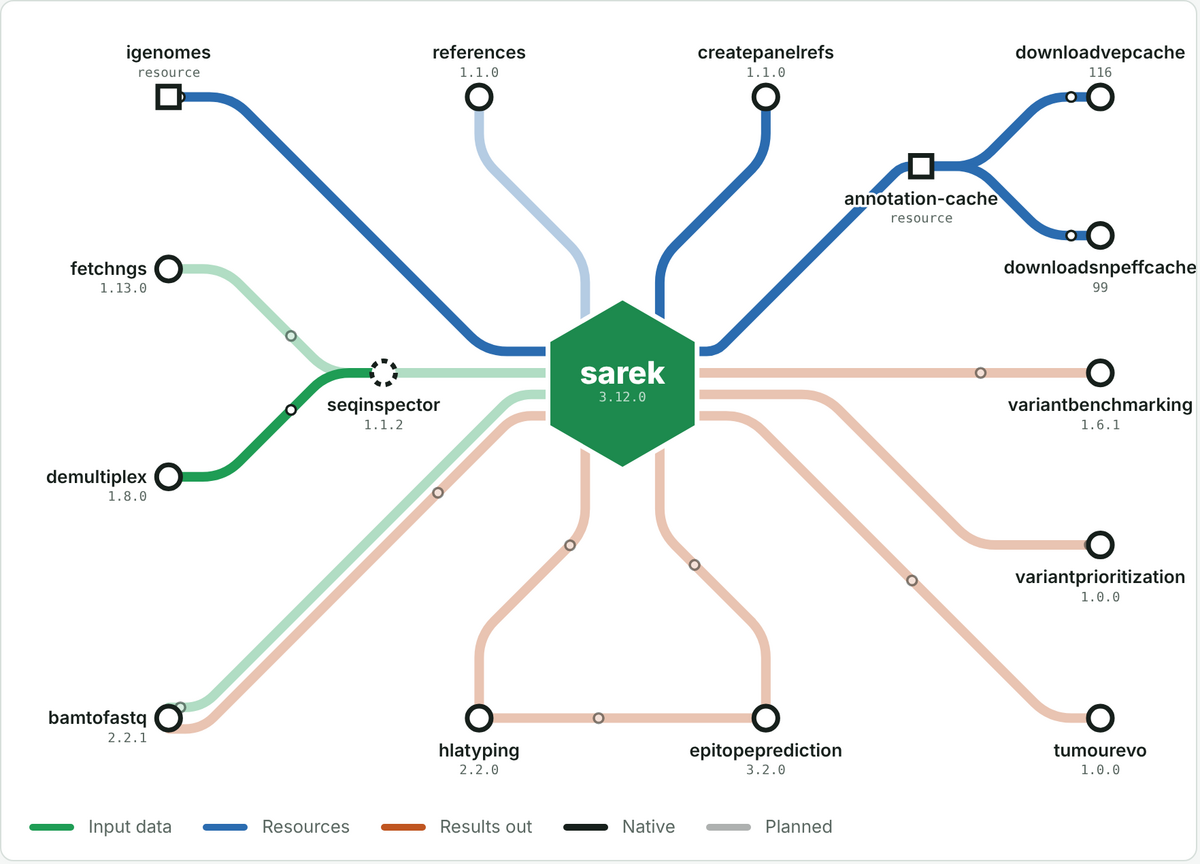 igenomes
resource
references
1.1.0
createpanelrefs
1.1.0
downloadvepcache
116
annotation-cache
resource
fetchngs
1.13.0
downloadsnpeffcache
99
sarek
3.12.0
seqinspector
1.1.2
variantbenchmarking
1.6.1
demultiplex
1.8.0
variantprioritization
1.0.0
bamtofastq
2.2.1
hlatyping
2.2.0
epitopeprediction
3.2.0
tumourevo
1.0.0
Input data
Resources
Results out
Native
Planned